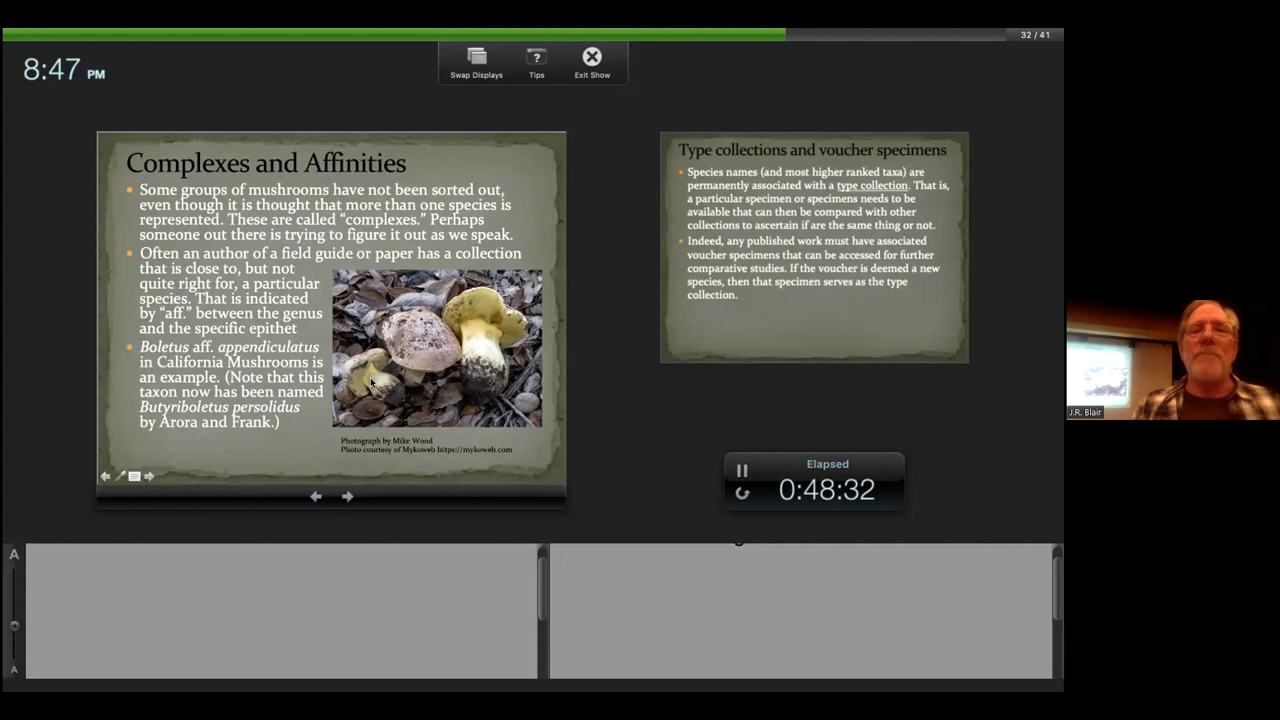 32 / 41
8:47 PM
Swap Displays
?
Tips
Exit Show
Complexes and Affinities
Some groups of mushrooms have not been sorted out,
even though it is thought that more than one species is
represented. These are called “complexes.” Perhaps
someone out there is trying to figure it out as we speak.
Often an author of a field guide or paper has a collection
that is close to, but not
quite right for, a particular
species. That is indicated
by “aff.” between the genus
and the specific epithet
Boletus aff. appendiculatus
in California Mushrooms is
an example. (Note that this
taxon now has been named
Butyriboletus persolidus
by Arora and Frank.)
Photograph by Mike Wood
Photo courtesy of Mykoweb https://mykoweb.com
Type collections and voucher specimens
Species names (and most higher ranked taxa) are
permanently associated with a type collection. That is,
a particular specimen or specimens needs to be
available that can then be compared with other
collections to ascertain if are the same thing or not.
Indeed, any published work must have associated
voucher specimens that can be accessed for further
comparative studies. If the voucher is deemed a new
species, then that specimen serves as the type
collection.
J.R. Blair
Elapsed
0:48:32
A
A